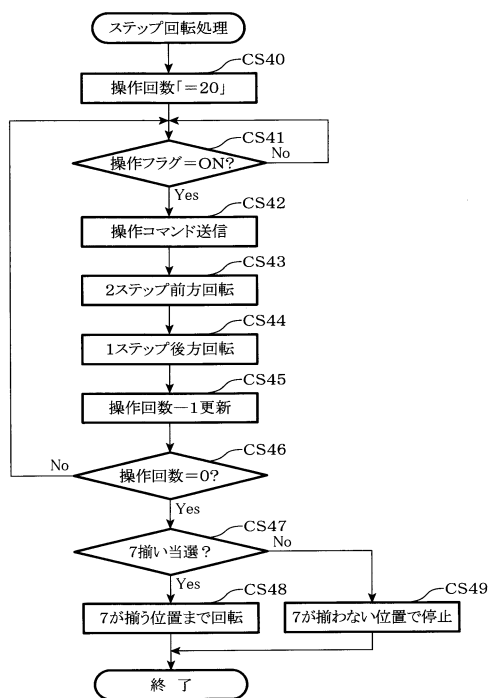 ステップ回転処理
CS40
操作回数「=20」
CS41
操作フラグ=ON?
No
Yes
CS42
操作コマンド送信
CS43
2ステップ前方回転
CS44
1ステップ後方回転
CS45
操作回数-1更新
CS46
No
操作回数=0?
Yes
CS47
7揃い当選?
No
Yes
CS48
7が揃う位置まで回転
CS49
7が揃わない位置で停止
終 了